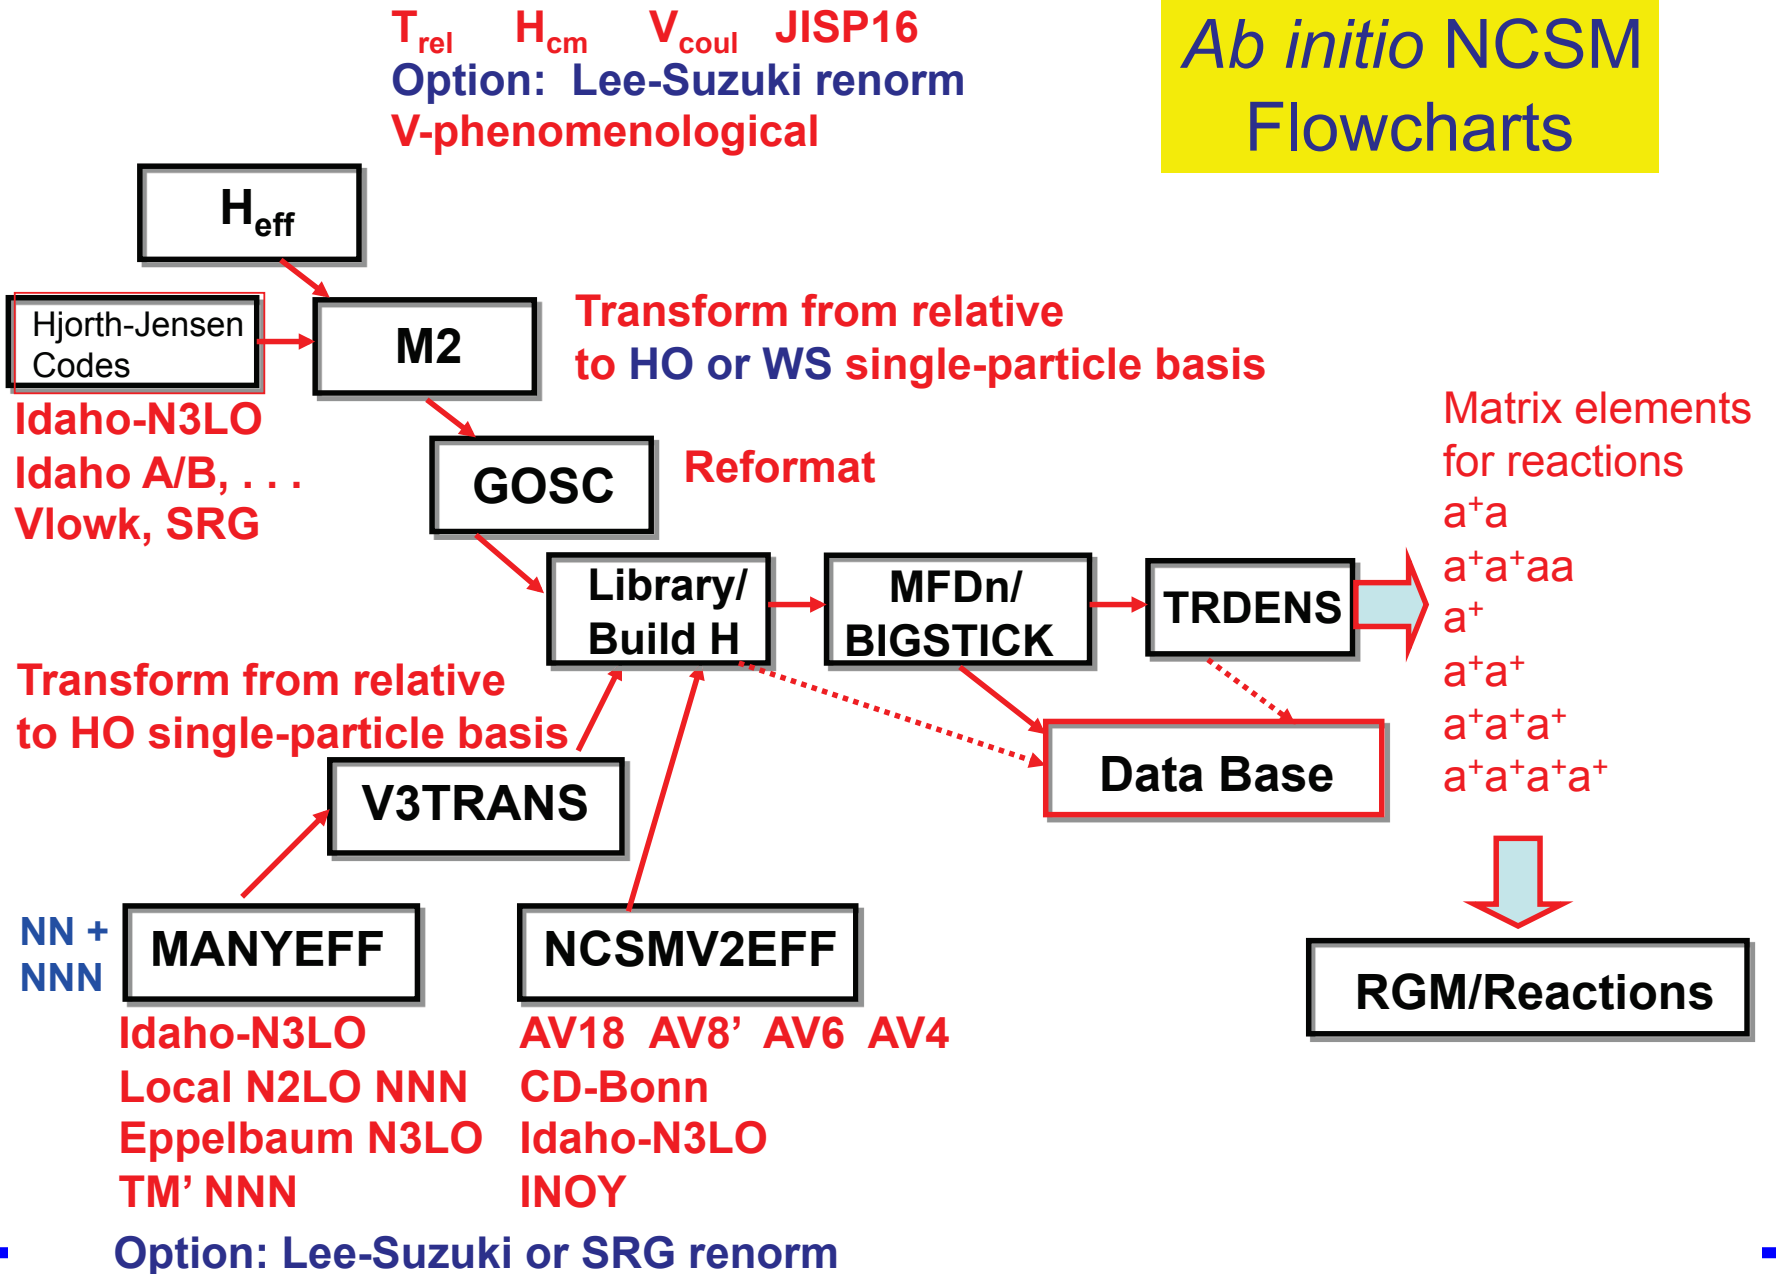 T_rel H_cm V_coul JISP16
Option: Lee-Suzuki renorm
V-phenomenological
Ab initio NCSM
Flowcharts
H_eff
Hjorth-Jensen
Codes
M2
Transform from relative
to HO or WS single-particle basis
Idaho-N3LO
Idaho A/B, . . .
Vlowk, SRG
GOSC
Reformat
Library/
Build H
MFDn/
BIGSTICK
TRDENS
Matrix elements
for reactions
a⁺a
a⁺a⁺aa
a⁺
a⁺a⁺
a⁺a⁺a⁺
a⁺a⁺a⁺a⁺
Transform from relative
to HO single-particle basis
V3TRANS
Data Base
NN +
NNN
MANYEFF
NCSMV2EFF
RGM/Reactions
Idaho-N3LO
Local N2LO NNN
Eppelbaum N3LO
TM’ NNN
AV18 AV8’ AV6 AV4
CD-Bonn
Idaho-N3LO
INOY
Option: Lee-Suzuki or SRG renorm